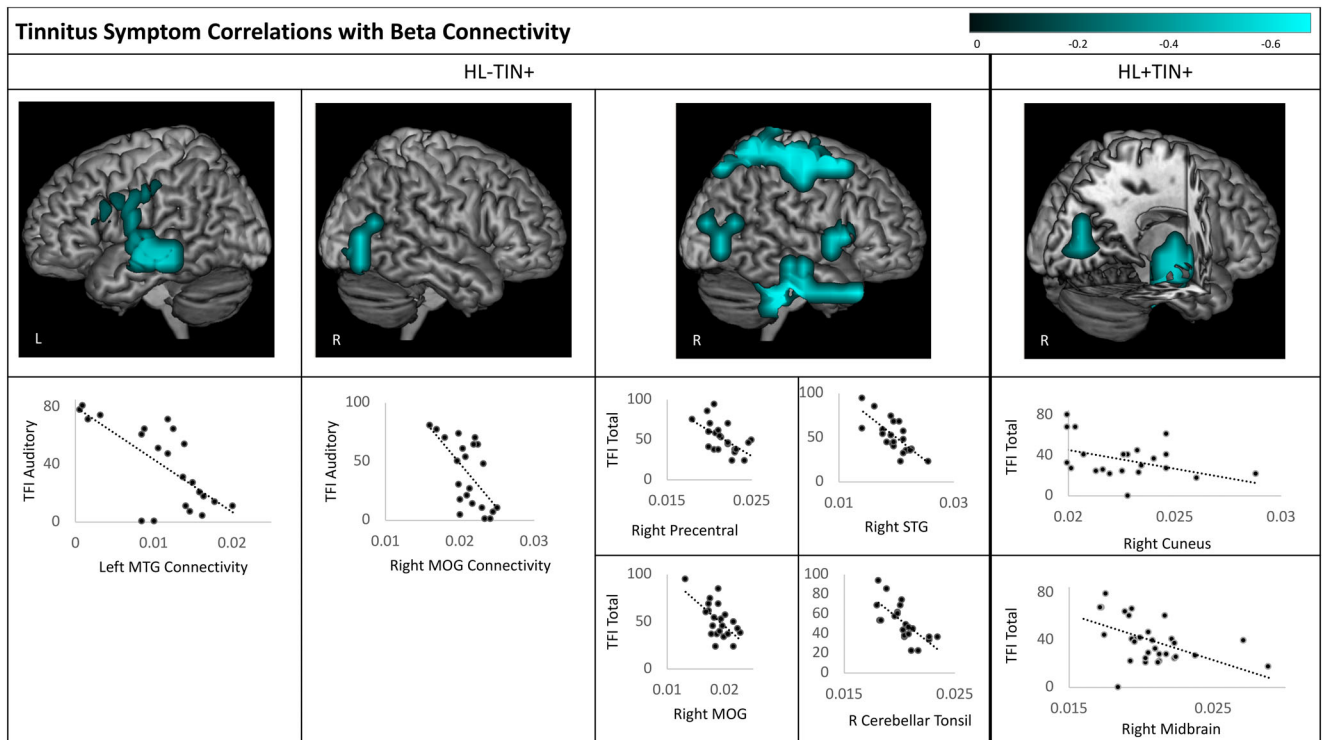 Tinnitus Symptom Correlations with Beta Connectivity
0 -0.2 -0.4 -0.6
HL-TIN+
HL+TIN+
L
R
R
R
80
40
0
TFI Auditory
0 0.01 0.02
Left MTG Connectivity
100
50
0
TFI Auditory
0.01 0.02 0.03
Right MOG Connectivity
100
50
0
TFI Total
0.015 0.025
Right Precentral
100
50
0
TFI Total
0.01 0.03
Right STG
80
40
0
TFI Total
0.02 0.025 0.03
Right Cuneus
100
50
0
TFI Total
0.01 0.02
Right MOG
100
80
60
40
20
0
TFI Total
0.015 0.025
R Cerebellar Tonsil
80
40
0
TFI Total
0.015 0.025
Right Midbrain